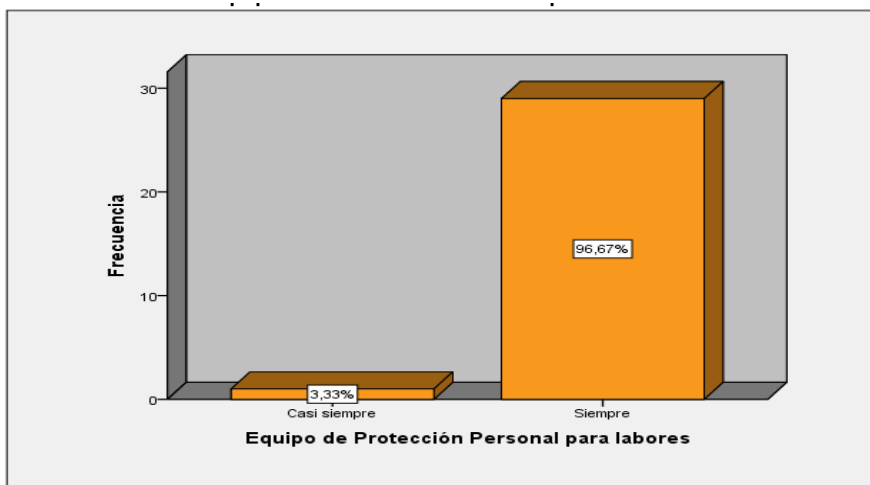 Frecuencia
30
20
10
0
96,67%
3,33%
Casi siempre
Siempre
Equipo de Protección Personal para labores